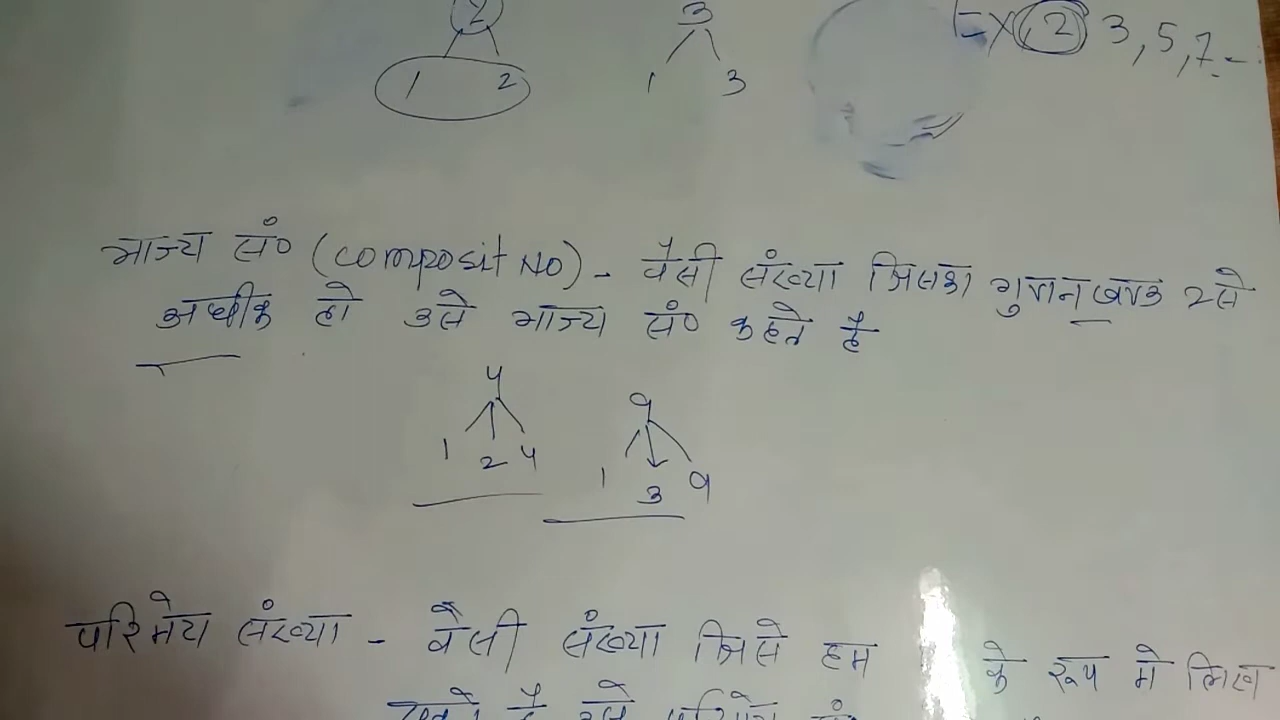 2 3 Ex, 2 3, 5, 7--
1 2 1 3
भाज्य सं० (composit NO) - वैसी संख्या जिसका गुणनखण्ड 2 से
अधीक हो उसे भाज्य सं० कहते है
4 9
1 2 4 1 3 9
परिमेय संख्या - वैसी संख्या जिसे हम के रूप मे लिख